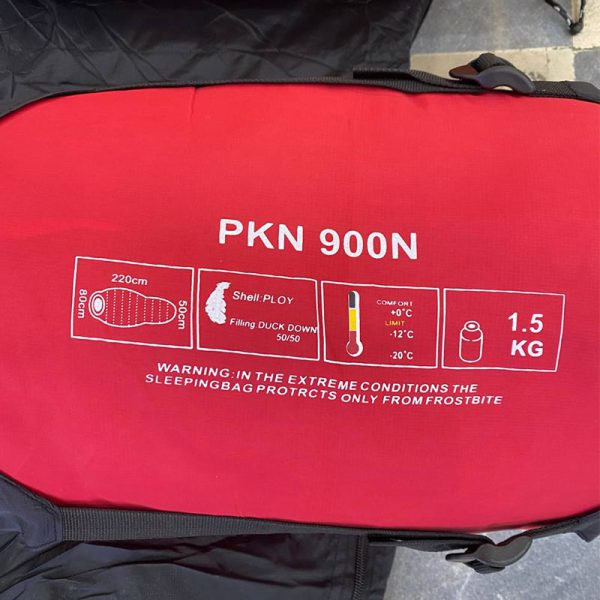 PKN 900N
220cm
80cm
50cm
Shell:PLOY
Filling DUCK DOWN
50/50
COMFORT
+0°C
LIMIT
-12°C
-20°C
1.5
KG
WARNING:IN THE EXTREME CONDITIONS THE
SLEEPINGBAG PROTRCTS ONLY FROM FROSTBITE